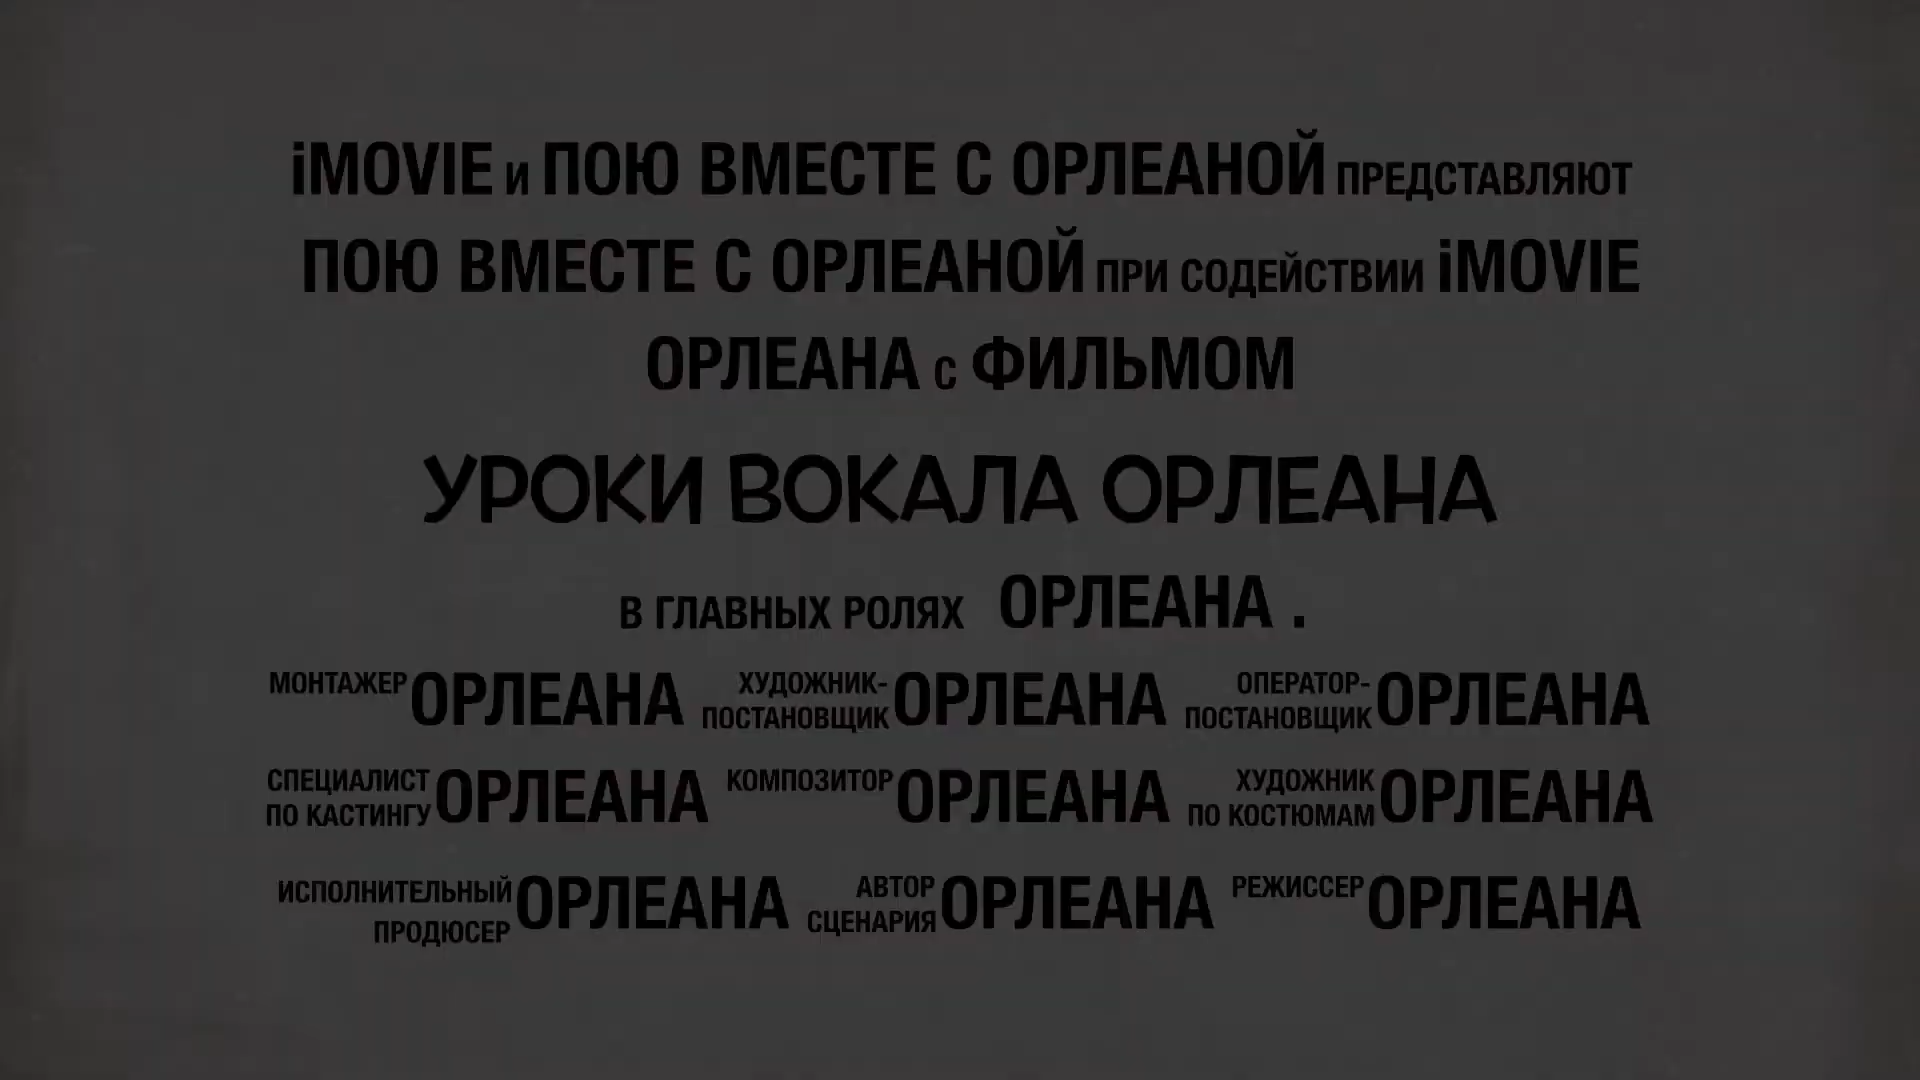 iMOVIE и ПОЮ ВМЕСТЕ С ОРЛЕАНОЙ ПРЕДСТАВЛЯЮТ
ПОЮ ВМЕСТЕ С ОРЛЕАНОЙ ПРИ СОДЕЙСТВИИ iMOVIE
ОРЛЕАНА с ФИЛЬМОМ
УРОКИ ВОКАЛА ОРЛЕАНА
В ГЛАВНЫХ РОЛЯХ ОРЛЕАНА .
МОНТАЖЕР ОРЛЕАНА ХУДОЖНИК-ПОСТАНОВЩИК ОРЛЕАНА ОПЕРАТОР-ПОСТАНОВЩИК ОРЛЕАНА
СПЕЦИАЛИСТ ПО КАСТИНГУ ОРЛЕАНА КОМПОЗИТОР ОРЛЕАНА ХУДОЖНИК ПО КОСТЮМАМ ОРЛЕАНА
ИСПОЛНИТЕЛЬНЫЙ ПРОДЮСЕР ОРЛЕАНА АВТОР СЦЕНАРИЯ ОРЛЕАНА РЕЖИССЕР ОРЛЕАНА